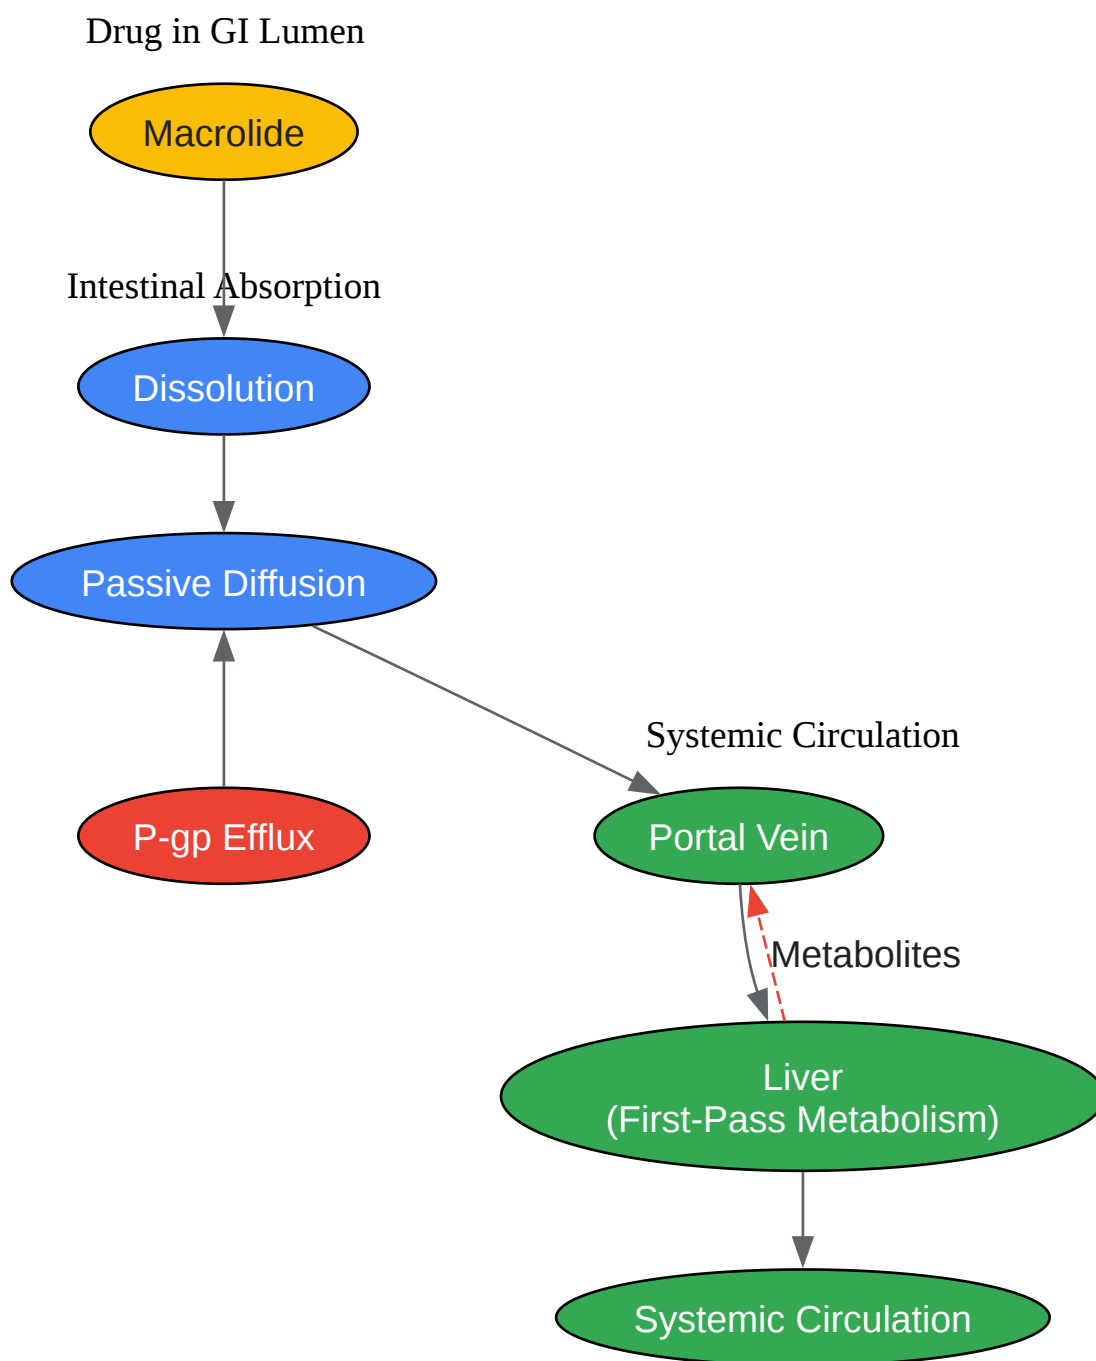 Drug in GI Lumen
Macrolide
Intestinal Absorption
Dissolution
Passive Diffusion
Systemic Circulation
P-gp Efflux
Portal Vein
Metabolites
Liver
(First-Pass Metabolism)
Systemic Circulation